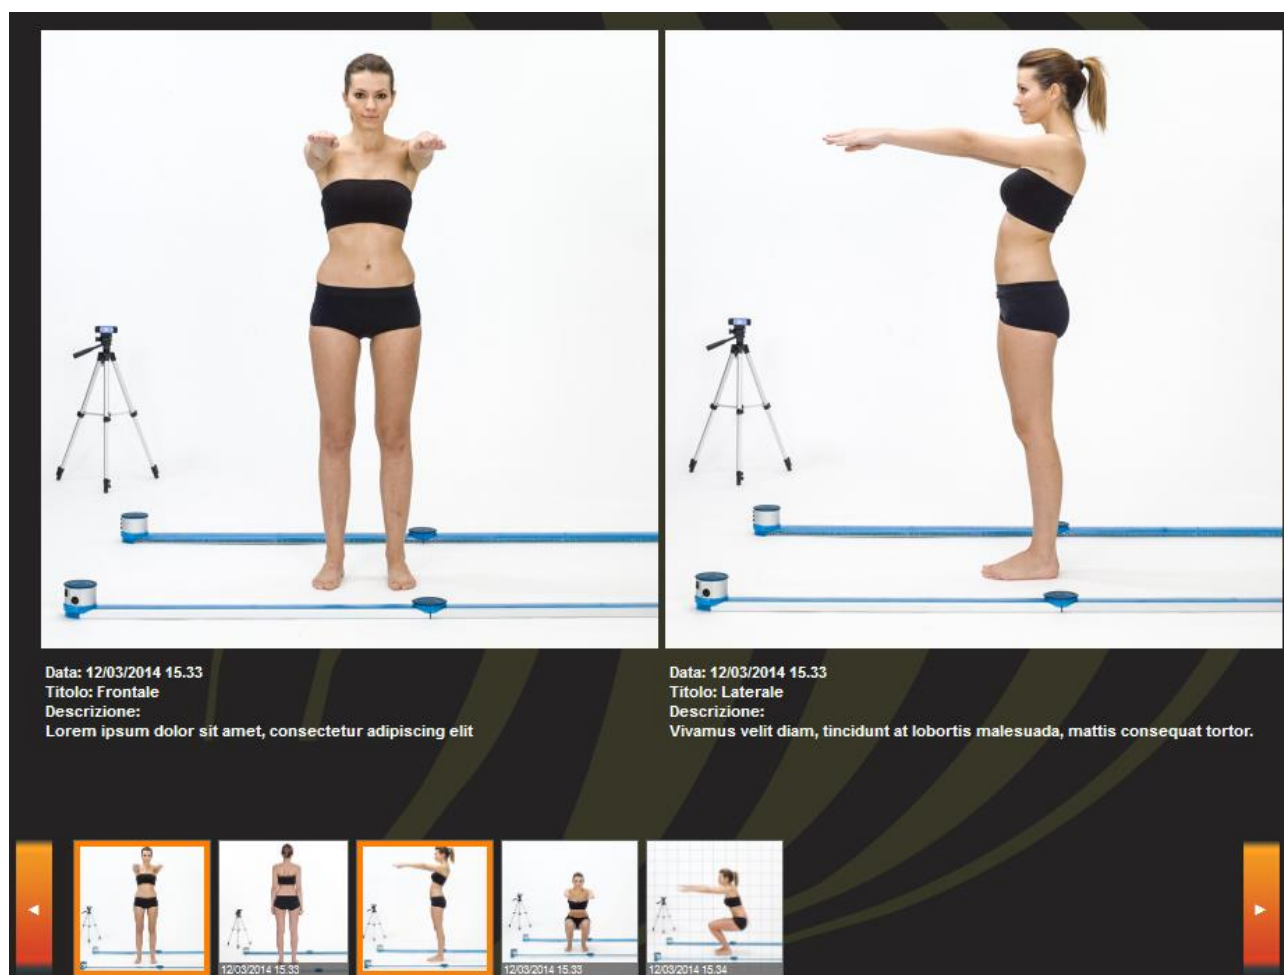 Data: 12/03/2014 15.33
Titolo: Frontale
Descrizione:
Lorem ipsum dolor sit amet, consectetur adipiscing elit
Data: 12/03/2014 15.33
Titolo: Laterale
Descrizione:
Vivamus velit diam, tincidunt at lobortis malesuada, mattis consequat tortor.
12/03/2014 15.33
12/03/2014 15.33
12/03/2014 15.34